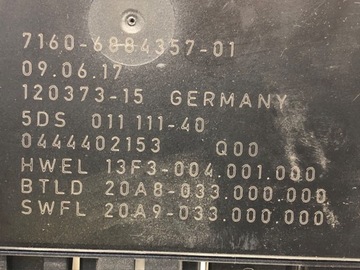 7160-6884357-01
09.06.17
120373-15 GERMANY
5DS 011 111-40
0444402153 Q00
HWEL 13F3-004.001.000
BTLD 20A8-033.000.000
SWFL 20A9-033.000.000